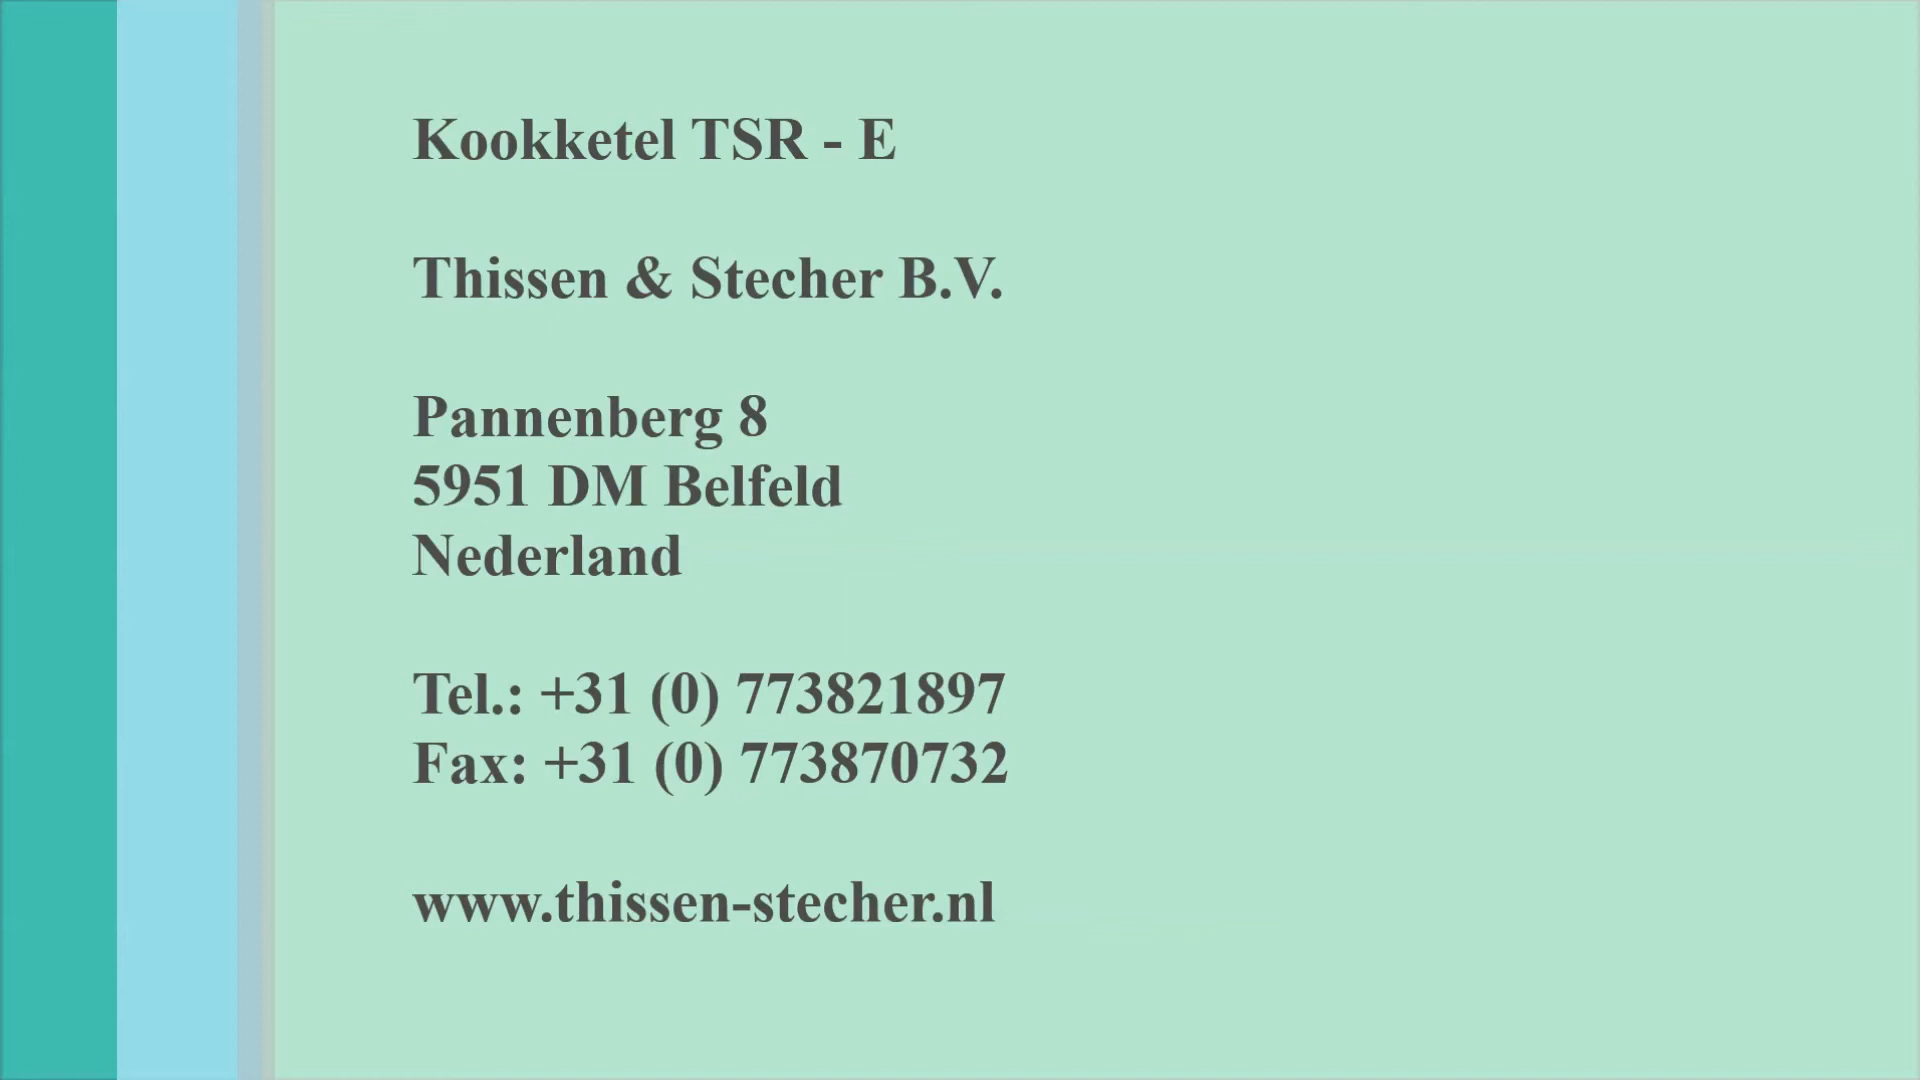 Kookketel TSR - E
Thissen & Stecher B.V.
Pannenberg 8
5951 DM Belfeld
Nederland
Tel.: +31 (0) 773821897
Fax: +31 (0) 773870732
www.thissen-stecher.nl